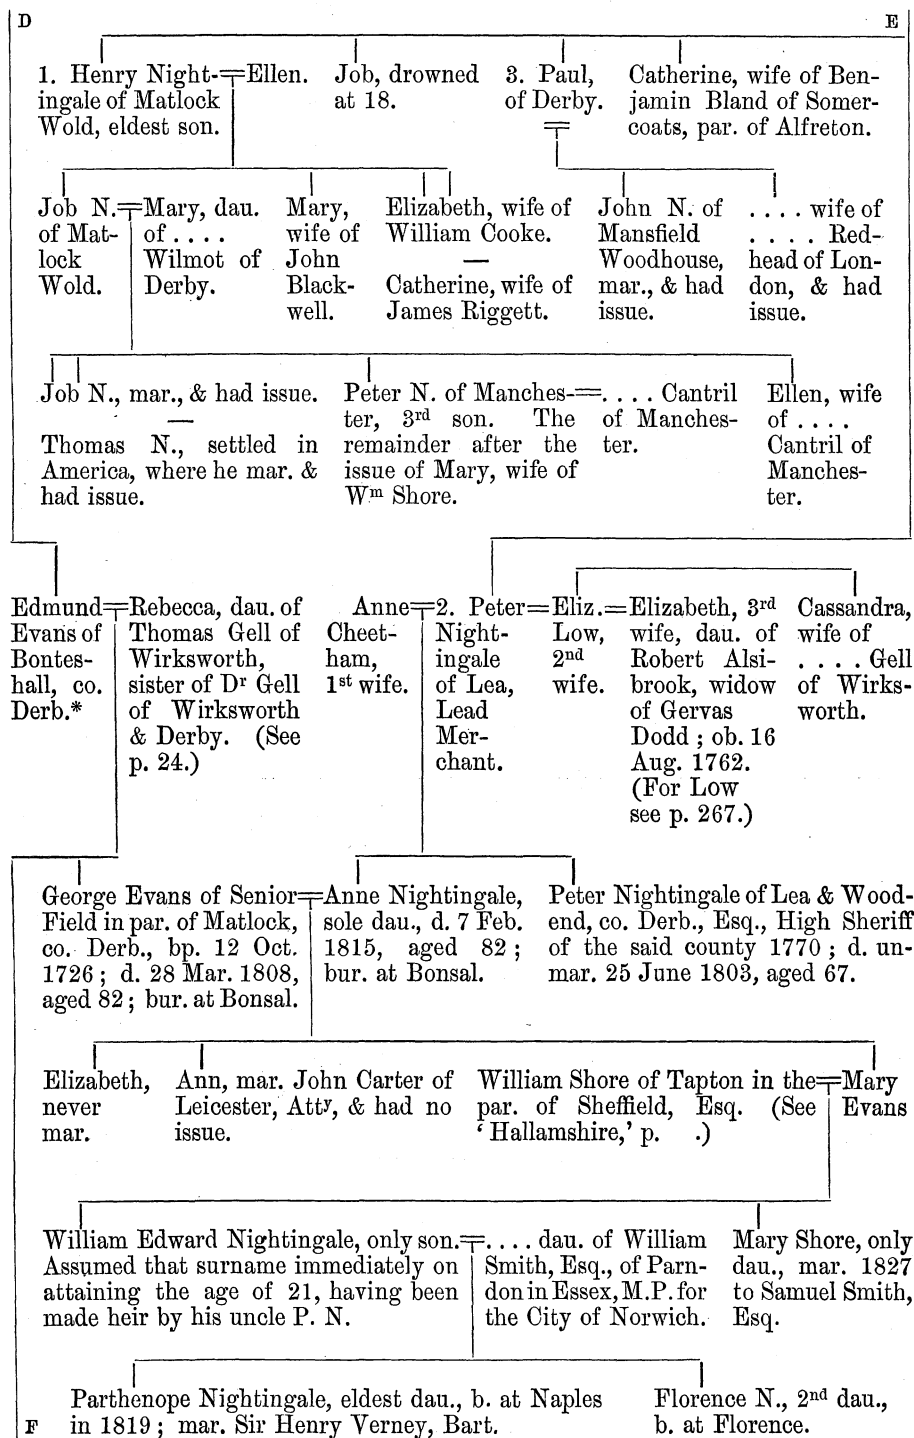 D
E
1. Henry Night-
ingale of Matlock
Wold, eldest son.
Ellen.
Job, drowned
at 18.
3. Paul,
of Derby.
Catherine, wife of Ben-
jamin Bland of Somer-
coats, par. of Alfreton.
Job N.
of Mat-
lock
Wold.
Mary, dau.
of . . . .
Wilmot of
Derby.
Mary,
wife of
John
Black-
well.
Elizabeth, wife of
William Cooke.
—
Catherine, wife of
James Riggett.
John N. of
Mansfield
Woodhouse,
mar., & had
issue.
. . . . wife of
. . . . Red-
head of Lon-
don, & had
issue.
Job N., mar., & had issue.
—
Thomas N., settled in
America, where he mar. &
had issue.
Peter N. of Manches-
ter, 3rd son. The
remainder after the
issue of Mary, wife of
Wm Shore.
. . . . Cantril
of Manches-
ter.
Ellen, wife
of . . . .
Cantril of
Manches-
ter.
Edmund
Evans of
Bontes-
hall, co.
Derb.*
Rebecca, dau. of
Thomas Gell of
Wirksworth,
sister of Dr Gell
of Wirksworth
& Derby. (See
p. 24.)
Anne
Cheet-
ham,
1st wife.
2. Peter
Night-
ingale
of Lea,
Lead
Mer-
chant.
Eliz.
Low,
2nd
wife.
Elizabeth, 3rd
wife, dau. of
Robert Alsi-
brook, widow
of Gervas
Dodd ; ob. 16
Aug. 1762.
(For Low
see p. 267.)
Cassandra,
wife of
. . . . Gell
of Wirks-
worth.
George Evans of Senior
Field in par. of Matlock,
co. Derb., bp. 12 Oct.
1726 ; d. 28 Mar. 1808,
aged 82 ; bur. at Bonsal.
Anne Nightingale,
sole dau., d. 7 Feb.
1815, aged 82 ;
bur. at Bonsal.
Peter Nightingale of Lea & Wood-
end, co. Derb., Esq., High Sheriff
of the said county 1770 ; d. un-
mar. 25 June 1803, aged 67.
Elizabeth,
never
mar.
Ann, mar. John Carter of
Leicester, Atty, & had no
issue.
William Shore of Tapton in the
par. of Sheffield, Esq. (See
‘ Hallamshire,’ p. .)
Mary
Evans
William Edward Nightingale, only son.
Assumed that surname immediately on
attaining the age of 21, having been
made heir by his uncle P. N.
. . . . dau. of William
Smith, Esq., of Parn-
don in Essex, M.P. for
the City of Norwich.
Mary Shore, only
dau., mar. 1827
to Samuel Smith,
Esq.
Parthenope Nightingale, eldest dau., b. at Naples
in 1819 ; mar. Sir Henry Verney, Bart.
Florence N., 2nd dau.,
b. at Florence.
F